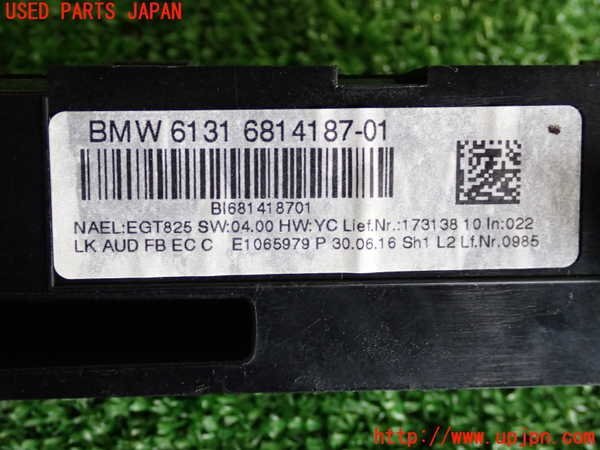 USED PARTS JAPAN
BMW 6131 6814187-01
BI681418701
NAEL:EGT825 SW:04.00 HW:YC Lief.Nr.:173138 10 In:022
LK AUD FB EC C E1065979 P 30.06.16 Sh1 L2 Lf.Nr.0985
http://www.upjpn.com/